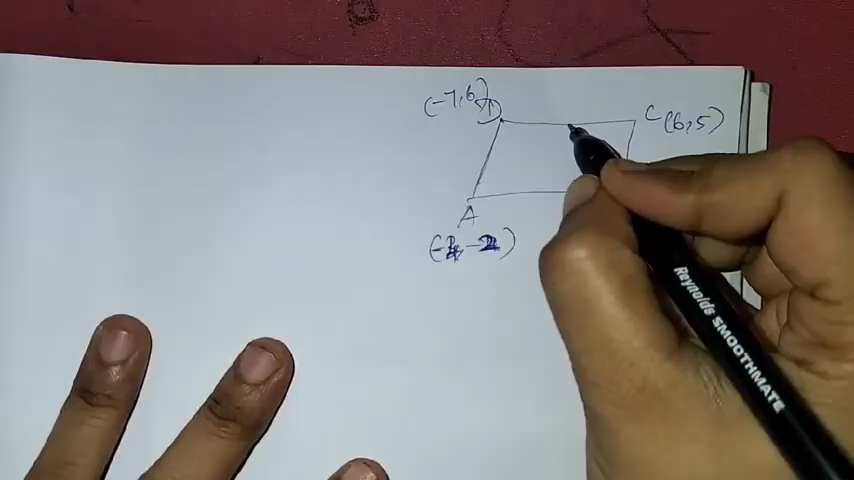 (-7,6) D
C (6,5)
A
Reynolds SMOOTHMATE